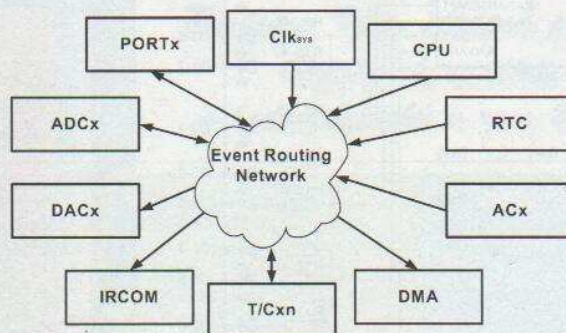 PORTx
Clksys
CPU
ADCx
RTC
Event Routing
Network
DACx
ACx
IRCOM
T/Cxn
DMA